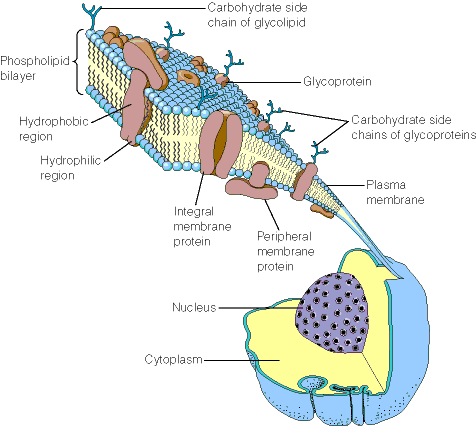 Carbohydrate side
chain of glycolipid
Phospholipid
bilayer
Glycoprotein
Hydrophobic
region
Carbohydrate side
chains of glycoproteins
Hydrophilic
region
Plasma
membrane
Integral
membrane
protein
Peripheral
membrane
protein
Nucleus
Cytoplasm